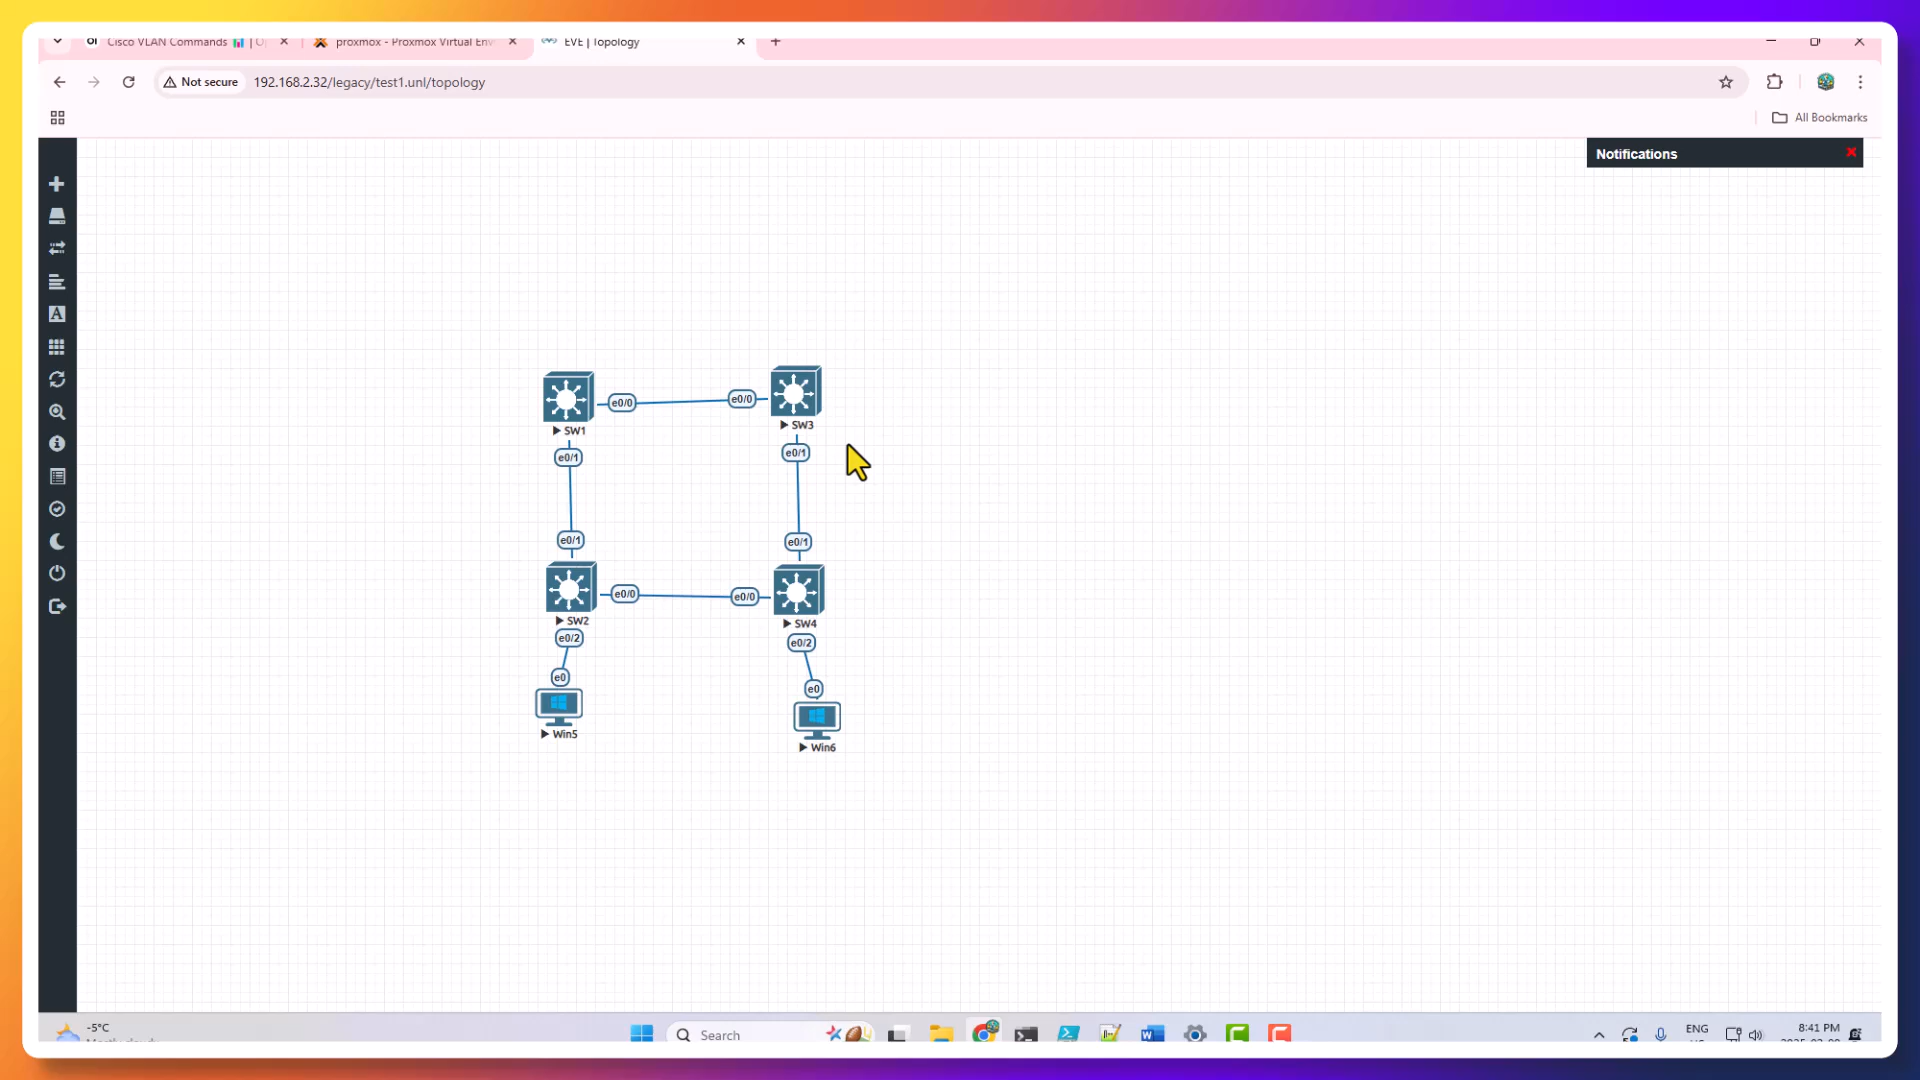 Cisco VLAN Commands
proxmox - Proxmox Virtual Env
EVE | Topology
Not secure
192.168.2.32/legacy/test1.unl/topology
All Bookmarks
Notifications
SW1
e0/0
e0/0
SW3
e0/1
e0/1
e0/1
e0/1
SW2
e0/0
e0/0
SW4
e0/2
e0/2
e0
e0
Win5
Win6
-5°C
Search
ENG
8:41 PM